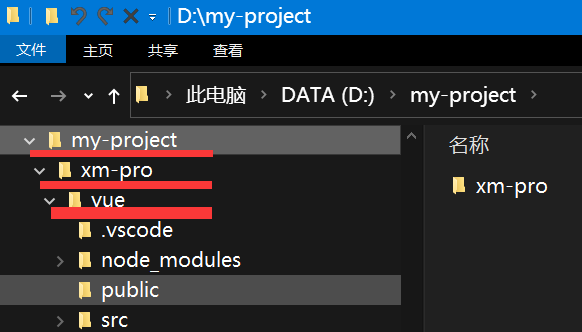 D:\my-project
文件 主页 共享 查看
此电脑 DATA (D:) my-project
my-project
xm-pro
vue
.vscode
node_modules
public
src
名称
xm-pro